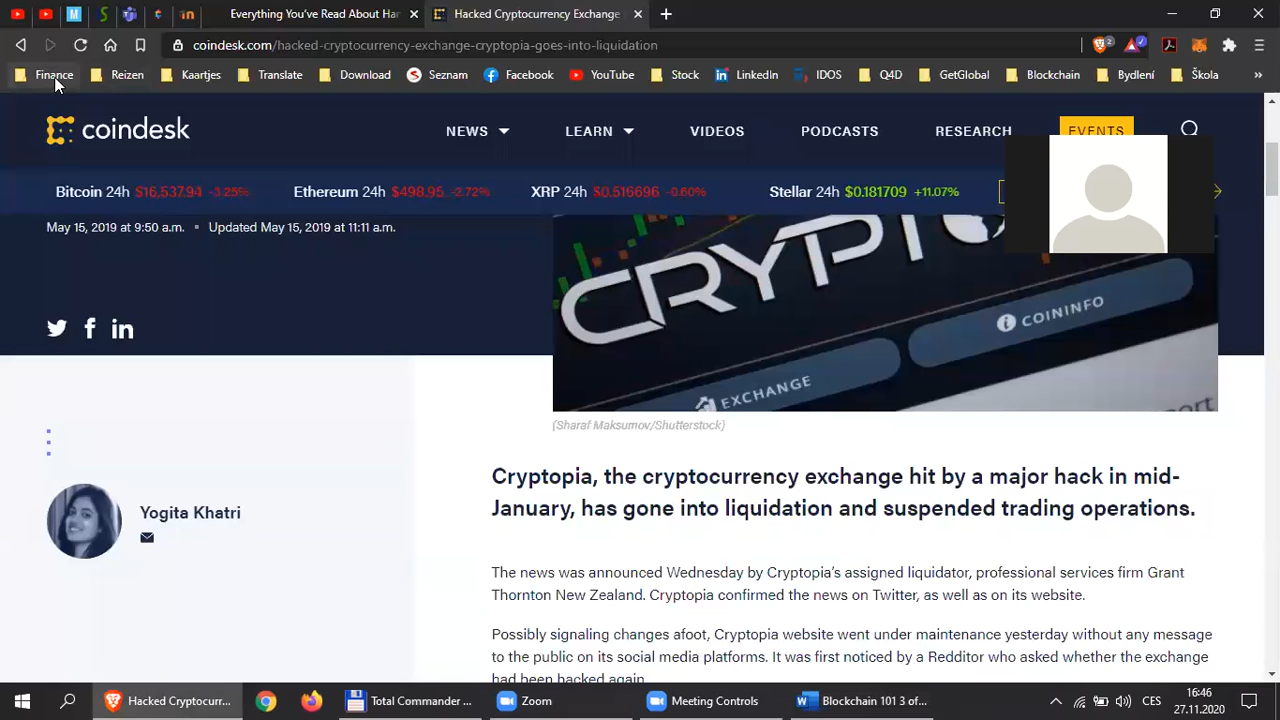 Everything You've Read About Har
Hacked Cryptocurrency Exchange
coindesk.com/hacked-cryptocurrency-exchange-cryptopia-goes-into-liquidation
2
Finance Reizen Kaartjes Translate Download Seznam Facebook YouTube Stock LinkedIn IDOS Q4D GetGlobal Blockchain Bydlení Škola »
coindesk NEWS LEARN VIDEOS PODCASTS RESEARCH EVENTS
Bitcoin 24h $16,537.94 -3.25% Ethereum 24h $498.95 -2.72% XRP 24h $0.516696 -0.60% Stellar 24h $0.181709 +11.07%
May 15, 2019 at 9:50 a.m. • Updated May 15, 2019 at 11:11 a.m.
CRYPTO
COININFO
EXCHANGE
port
(Sharaf Maksumov/Shutterstock)
Cryptopia, the cryptocurrency exchange hit by a major hack in mid-
January, has gone into liquidation and suspended trading operations.
Yogita Khatri
The news was announced Wednesday by Cryptopia's assigned liquidator, professional services firm Grant
Thornton New Zealand. Cryptopia confirmed the news on Twitter, as well as on its website.
Possibly signaling changes afoot, Cryptopia website went under maintenance yesterday without any message
to the public on its social media platforms. It was first noticed by a Redditor who asked whether the exchange
had been hacked again.
Hacked Cryptocurr... Total Commander ... Zoom Meeting Controls Blockchain 101 3 of... CES 16:46
27.11.2020